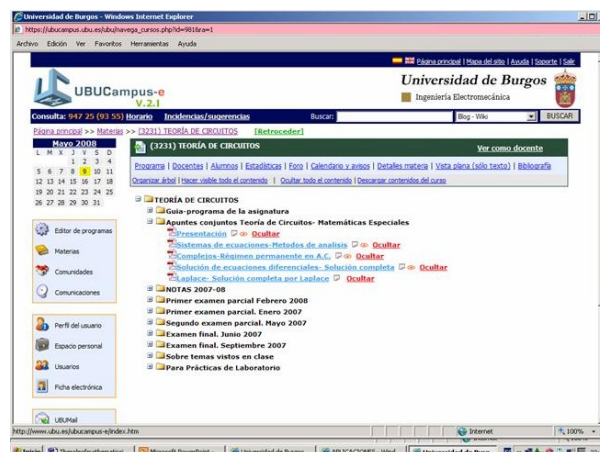 Universidad de Burgos - Windows Internet Explorer
https://ubucampus.ubu.es/ubu/navega_cursos.php?id=981&ra=1
Archivo Edición Ver Favoritos Herramientas Ayuda
Página principal | Mapa del sitio | Ayuda | Soporte | Salir
UBUCampus-e
V.2.1
Universidad de Burgos
Ingeniería Electromecánica
Consulta: 947 25 (93 55) Horario Incidencias/sugerencias Buscar: Blog - Wiki BUSCAR
Página principal >> Materias >> (3231) TEORÍA DE CIRCUITOS [Retroceder]
Mayo 2008
L M X J V S D
1 2 3 4
5 6 7 8 9 10 11
12 13 14 15 16 17 18
19 20 21 22 23 24 25
26 27 28 29 30 31
Editor de programas
Materias
Comunidades
Comunicaciones
Perfil del usuario
Espacio personal
Usuarios
Ficha electrónica
UBUMail
(3231) TEORÍA DE CIRCUITOS Ver como docente
Programa | Docentes | Alumnos | Estadísticas | Foro | Calendario y avisos | Detalles materia | Vista plana (sólo texto) | Bibliografía
Organizar árbol | Hacer visible todo el contenido | Ocultar todo el contenido | Descargar contenidos del curso
TEORÍA DE CIRCUITOS
Guia-programa de la asignatura
Apuntes conjuntos Teoría de Circuitos- Matemáticas Especiales
Presentación Ocultar
Sistemas de ecuaciones-Metodos de analisis Ocultar
Complejos-Régimen permanente en A.C. Ocultar
Solución de ecuaciones diferenciales- Solución completa Ocultar
Laplace- Solución completa por Laplace Ocultar
NOTAS 2007-08
Primer examen parcial Febrero 2008
Primer examen parcial. Enero 2007
Segundo examen parcial. Mayo 2007
Examen final. Junio 2007
Examen final. Septiembre 2007
Sobre temas vistos en clase
Para Prácticas de Laboratorio
http://www.ubu.es/ubucampus-e/index.htm Internet 100%